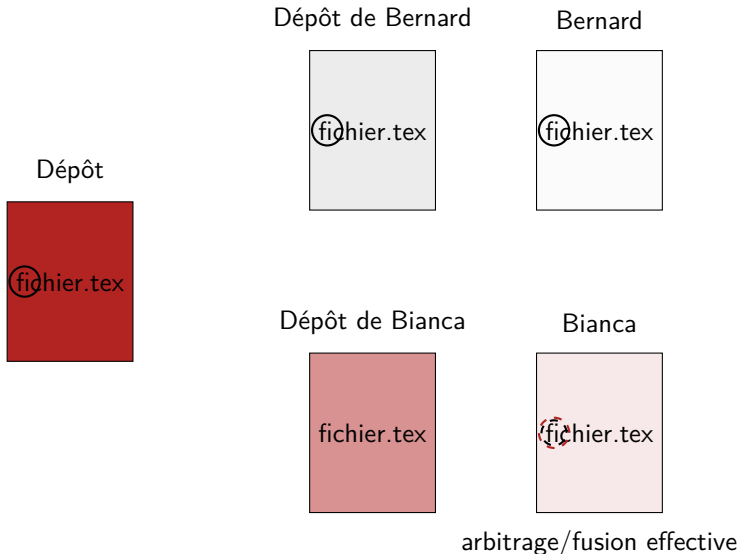 Dépôt de Bernard
Bernard
fichier.tex
fichier.tex
Dépôt
fichier.tex
Dépôt de Bianca
Bianca
fichier.tex
fichier.tex
arbitrage/fusion effective